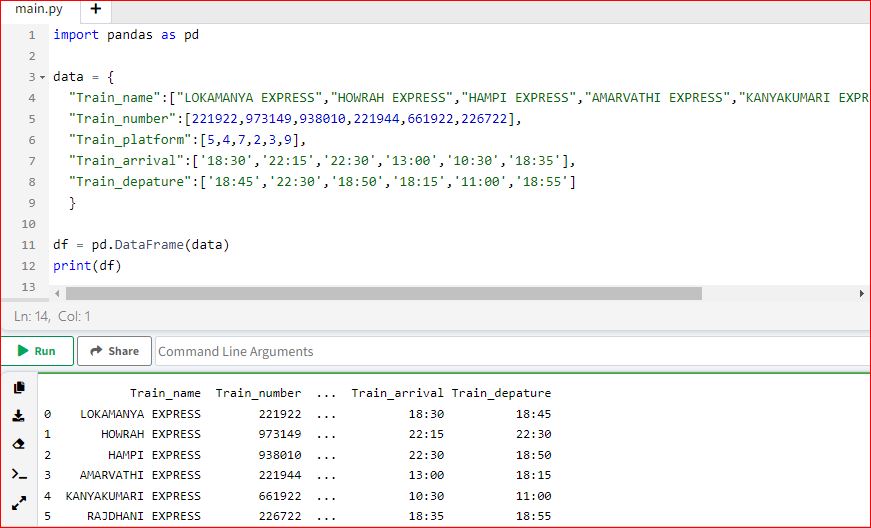 main.py +
1 import pandas as pd
2
3 data = {
4 "Train_name":["LOKAMANYA EXPRESS","HOWRAH EXPRESS","HAMPI EXPRESS","AMARVATHI EXPRESS","KANYAKUMARI EXPR
5 "Train_number":[221922,973149,938010,221944,661922,226722],
6 "Train_platform":[5,4,7,2,3,9],
7 "Train_arrival":['18:30','22:15','22:30','13:00','10:30','18:35'],
8 "Train_depature":['18:45','22:30','18:50','18:15','11:00','18:55']
9 }
10
11 df = pd.DataFrame(data)
12 print(df)
13
Ln: 14, Col: 1
Run Share Command Line Arguments
Train_name Train_number ... Train_arrival Train_depature
0 LOKAMANYA EXPRESS 221922 ... 18:30 18:45
1 HOWRAH EXPRESS 973149 ... 22:15 22:30
2 HAMPI EXPRESS 938010 ... 22:30 18:50
3 AMARVATHI EXPRESS 221944 ... 13:00 18:15
4 KANYAKUMARI EXPRESS 661922 ... 10:30 11:00
5 RAJDHANI EXPRESS 226722 ... 18:35 18:55